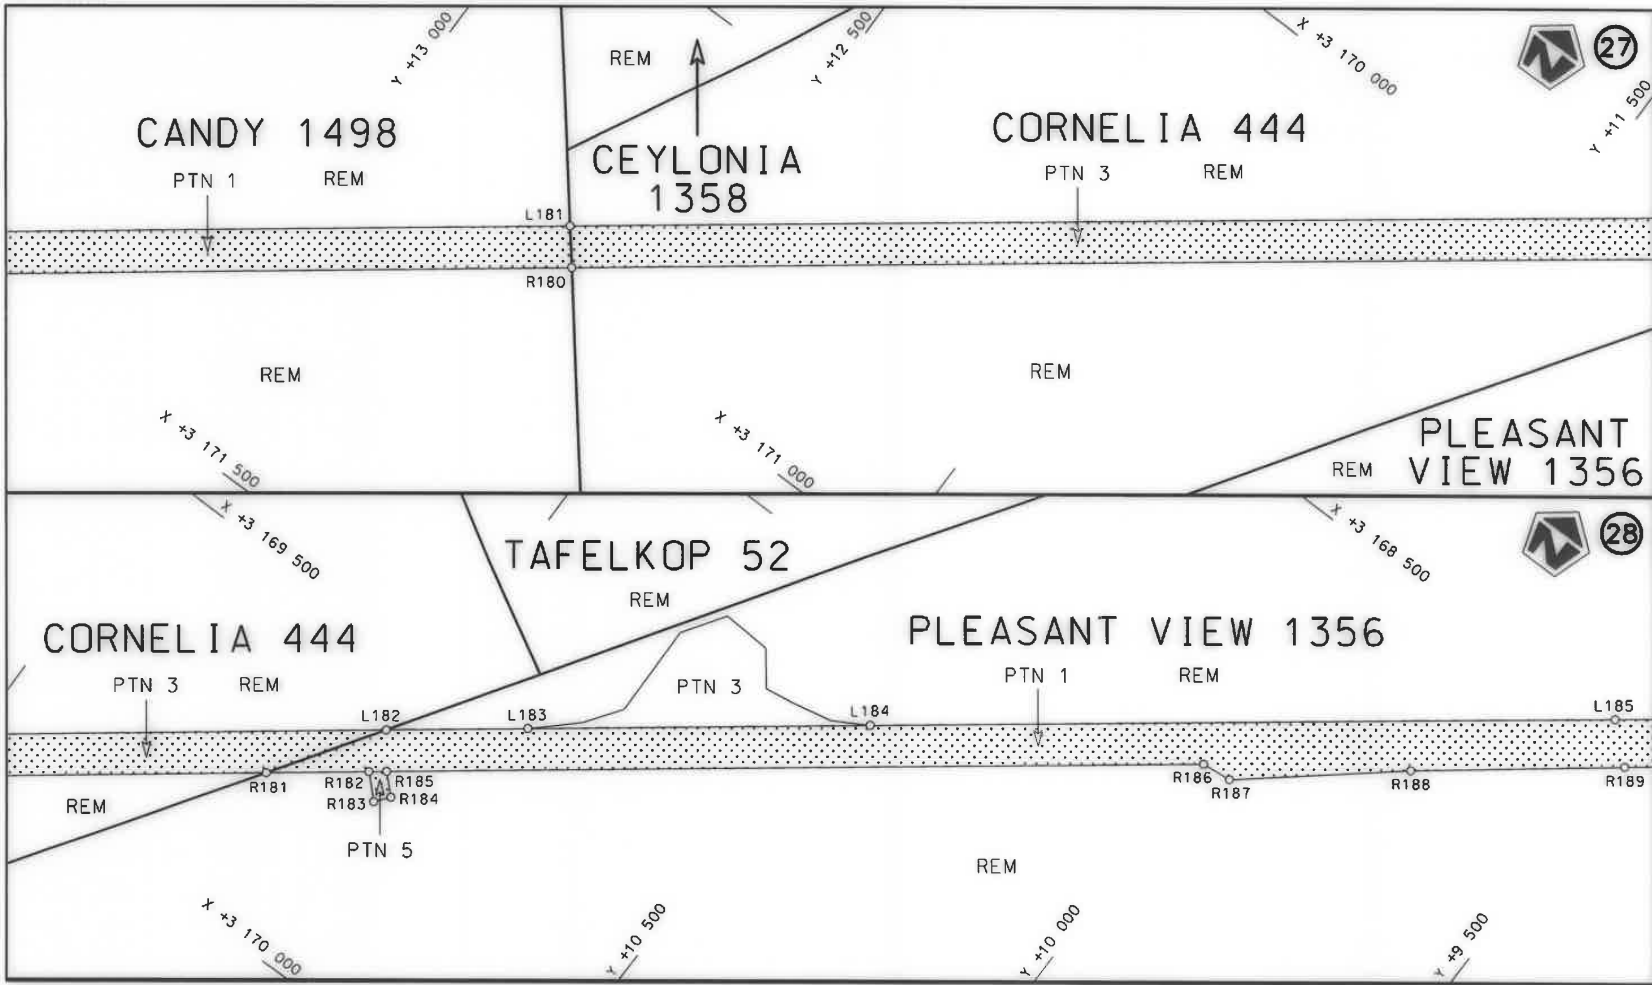 Y +13 000
REM
Y +12 500
X +3 170 000
27
Y +11 500
CANDY 1498
PTN 1
REM
CEYLONIA
1358
CORNELIA 444
PTN 3
REM
L181
R180
REM
REM
X +3 171 500
X +3 171 000
PLEASANT
VIEW 1356
REM
X +3 169 500
TAFELKOP 52
REM
X +3 168 500
28
CORNELIA 444
PTN 3
REM
PLEASANT VIEW 1356
PTN 1
REM
PTN 3
L182
L183
L184
L185
R181
R182
R185
R183
R184
R186
R187
R188
R189
REM
PTN 5
REM
X +3 170 000
Y +10 500
Y +10 000
Y +9 500